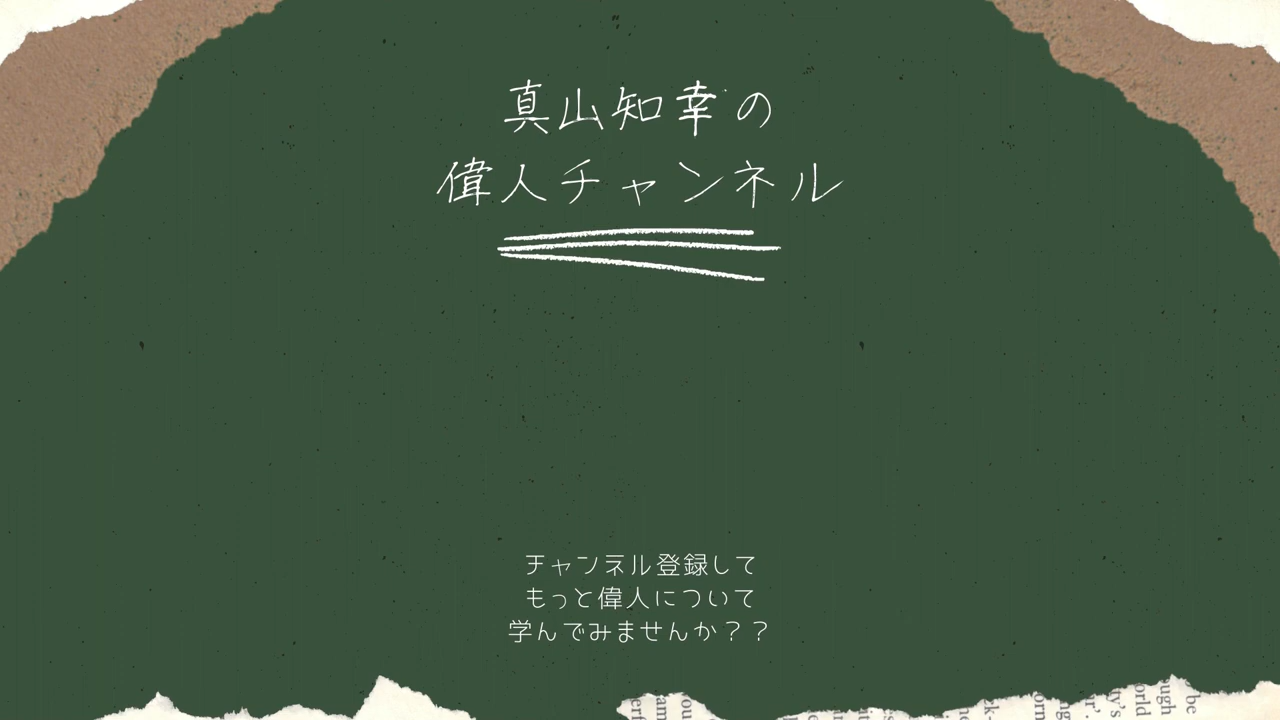 真山知幸の
偉人チャンネル
チャンネル登録して
もっと偉人について
学んでみませんか？？